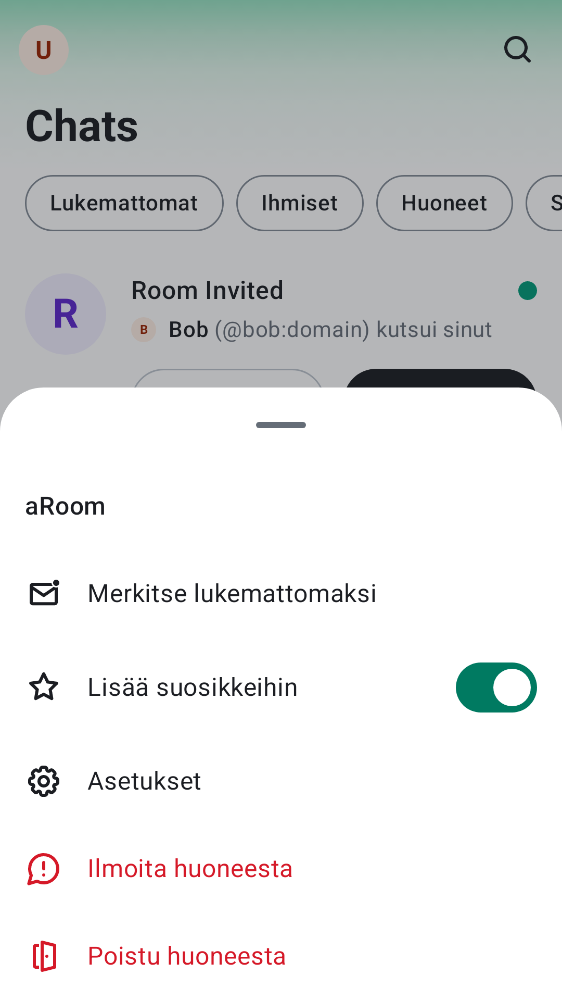 U
Chats
Lukemattomat Ihmiset Huoneet S
R
Room Invited
B Bob (@bob:domain) kutsui sinut
aRoom
Merkitse lukemattomaksi
Lisää suosikkeihin
Asetukset
Ilmoita huoneesta
Poistu huoneesta